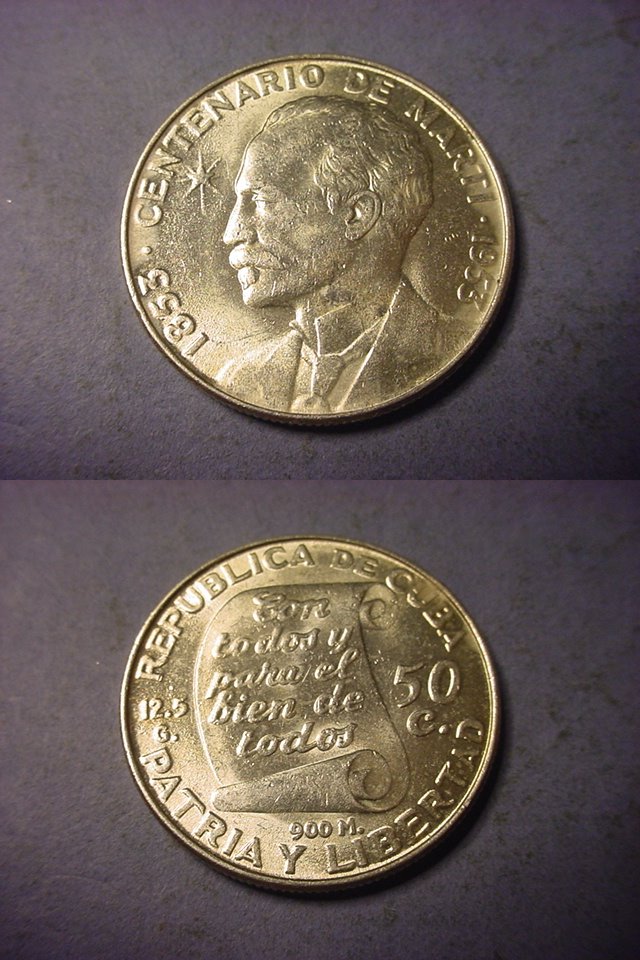 1853 · CENTENARIO DE MARTI · 1953
REPUBLICA DE CUBA
Con
todos y
para el
bien de
todos
12.5
G.
50
C.
900 M.
PATRIA Y LIBERTAD